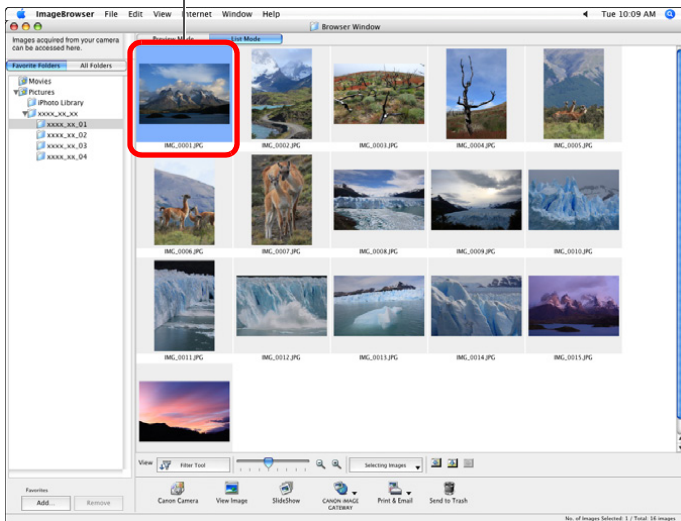 ImageBrowser File Edit View Internet Window Help Tue 10:09 AM
Browser Window
Images acquired from your camera
can be accessed here.
Favorite Folders All Folders
Preview Mode List Mode
Movies
Pictures
iPhoto Library
xxxx_xx_xx
xxxx_xx_01
xxxx_xx_02
xxxx_xx_03
xxxx_xx_04
IMG_0001.JPG IMG_0002.JPG IMG_0003.JPG IMG_0004.JPG IMG_0005.JPG
IMG_0006.JPG IMG_0007.JPG IMG_0008.JPG IMG_0009.JPG IMG_0010.JPG
IMG_0011.JPG IMG_0012.JPG IMG_0013.JPG IMG_0014.JPG IMG_0015.JPG
View Filter Tool Selecting Images
Favorites
Add... Remove
Canon Camera View Image SlideShow CANON iMAGE GATEWAY Print & Email Send to Trash
No. of Images Selected: 1 / Total: 16 images